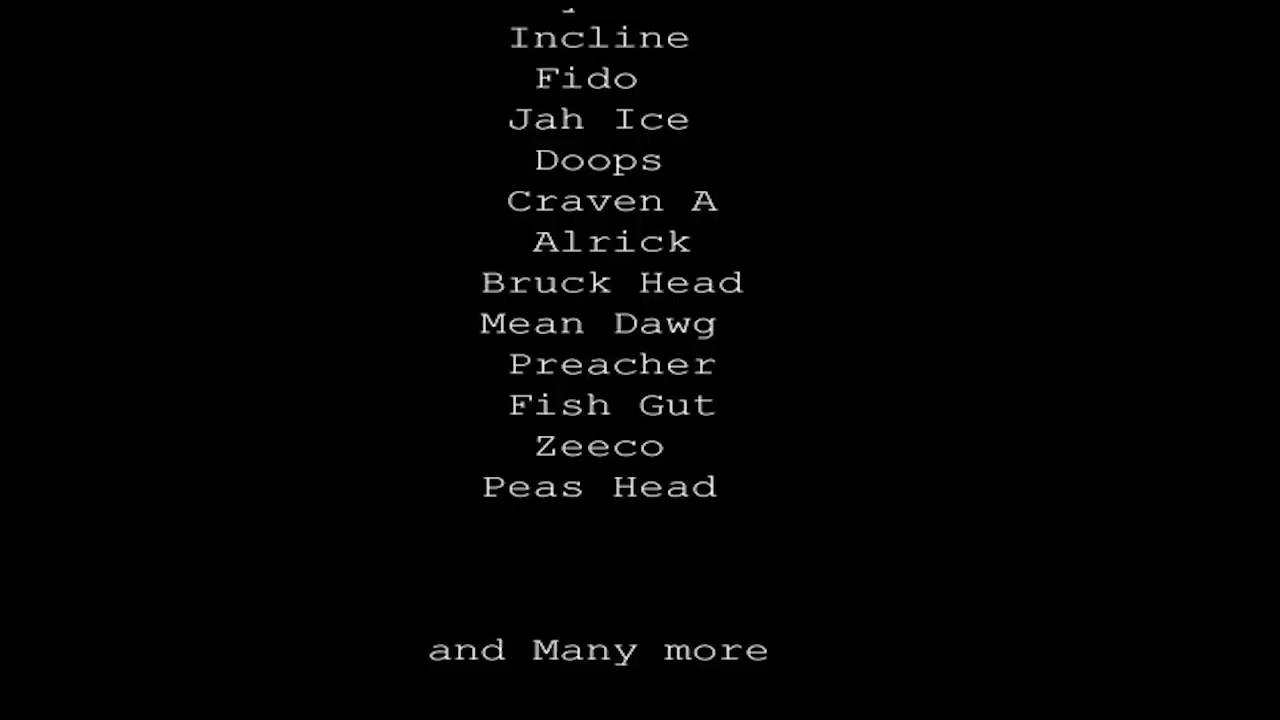 Incline
Fido
Jah Ice
Doops
Craven A
Alrick
Bruck Head
Mean Dawg
Preacher
Fish Gut
Zeeco
Peas Head
and Many more